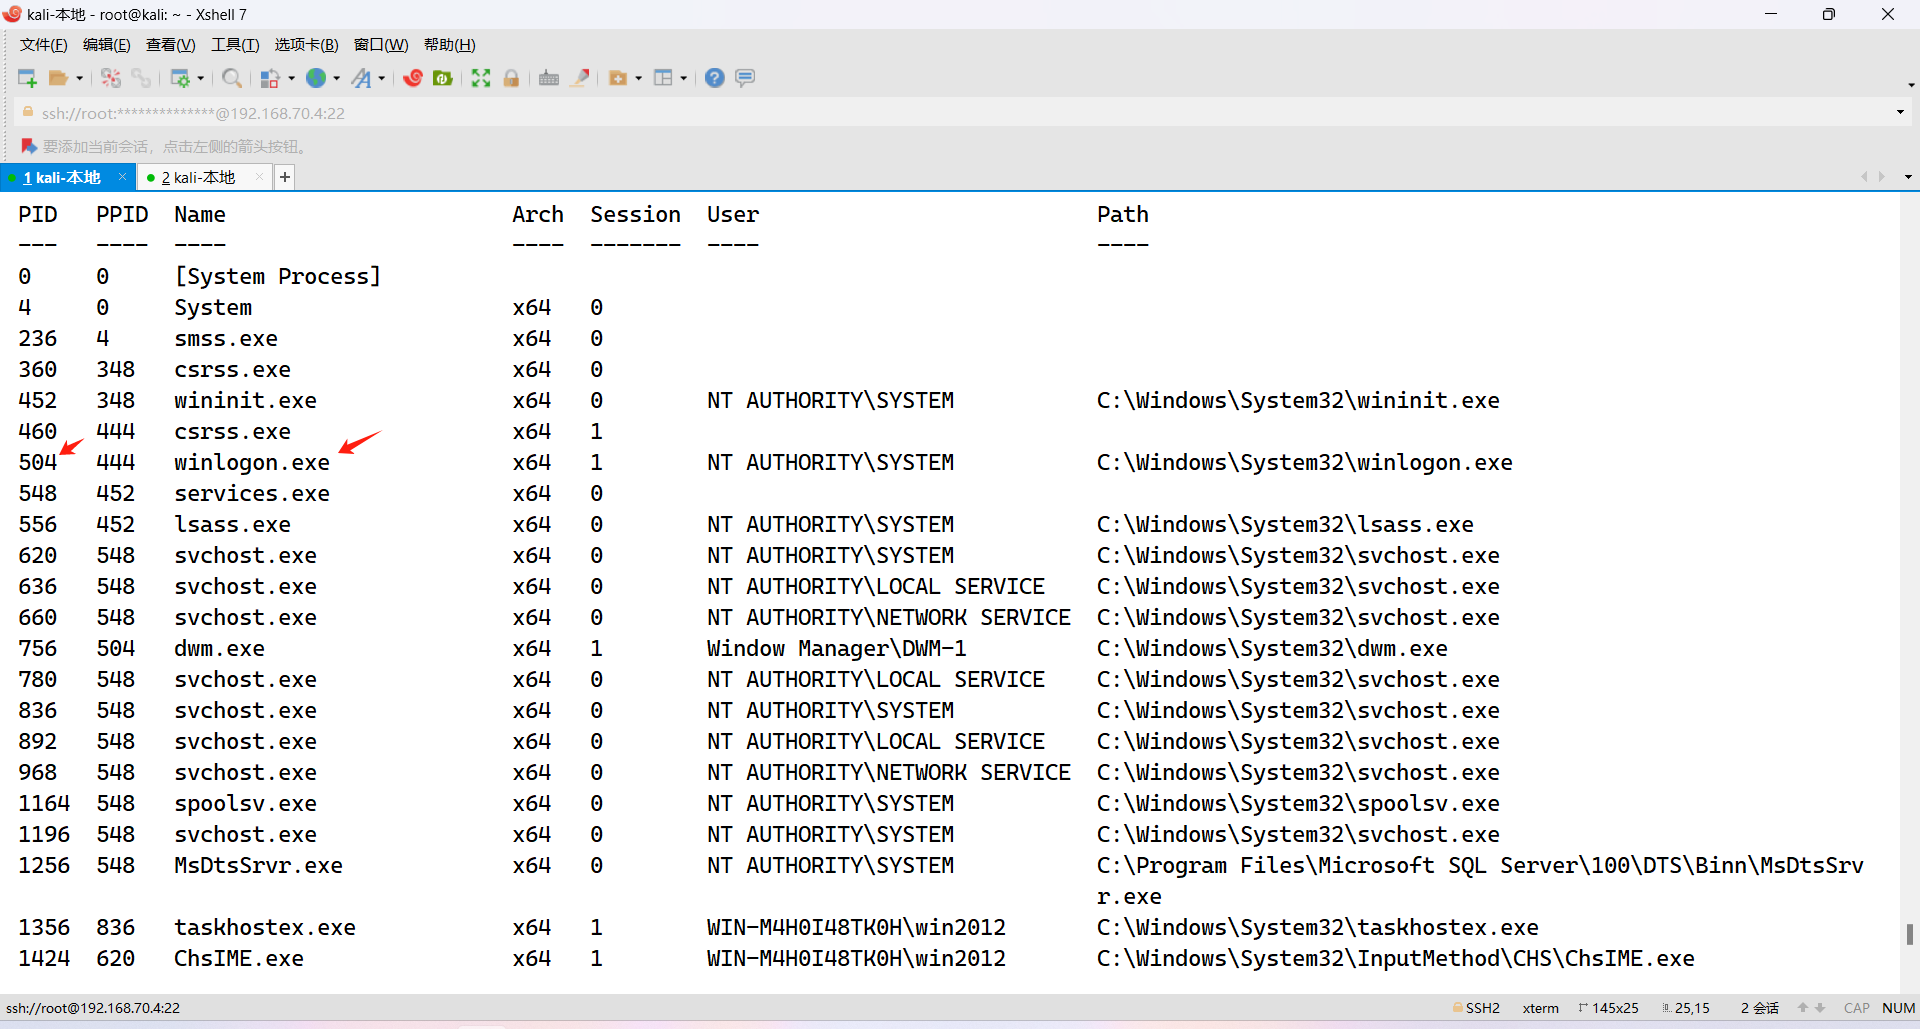 kali-本地 - root@kali: ~ - Xshell 7
文件(F) 编辑(E) 查看(V) 工具(T) 选项卡(B) 窗口(W) 帮助(H)
ssh://root:**************@192.168.70.4:22
要添加当前会话，点击左侧的箭头按钮。
1 kali-本地 × 2 kali-本地 × +
PID PPID Name Arch Session User Path
--- ---- ---- ---- ------- ---- ----
0 0 [System Process]
4 0 System x64 0
236 4 smss.exe x64 0
360 348 csrss.exe x64 0
452 348 wininit.exe x64 0 NT AUTHORITY\SYSTEM C:\Windows\System32\wininit.exe
460 444 csrss.exe x64 1
504 444 winlogon.exe x64 1 NT AUTHORITY\SYSTEM C:\Windows\System32\winlogon.exe
548 452 services.exe x64 0
556 452 lsass.exe x64 0 NT AUTHORITY\SYSTEM C:\Windows\System32\lsass.exe
620 548 svchost.exe x64 0 NT AUTHORITY\SYSTEM C:\Windows\System32\svchost.exe
636 548 svchost.exe x64 0 NT AUTHORITY\LOCAL SERVICE C:\Windows\System32\svchost.exe
660 548 svchost.exe x64 0 NT AUTHORITY\NETWORK SERVICE C:\Windows\System32\svchost.exe
756 504 dwm.exe x64 1 Window Manager\DWM-1 C:\Windows\System32\dwm.exe
780 548 svchost.exe x64 0 NT AUTHORITY\LOCAL SERVICE C:\Windows\System32\svchost.exe
836 548 svchost.exe x64 0 NT AUTHORITY\SYSTEM C:\Windows\System32\svchost.exe
892 548 svchost.exe x64 0 NT AUTHORITY\LOCAL SERVICE C:\Windows\System32\svchost.exe
968 548 svchost.exe x64 0 NT AUTHORITY\NETWORK SERVICE C:\Windows\System32\svchost.exe
1164 548 spoolsv.exe x64 0 NT AUTHORITY\SYSTEM C:\Windows\System32\spoolsv.exe
1196 548 svchost.exe x64 0 NT AUTHORITY\SYSTEM C:\Windows\System32\svchost.exe
1256 548 MsDtsSrvr.exe x64 0 NT AUTHORITY\SYSTEM C:\Program Files\Microsoft SQL Server\100\DTS\Binn\MsDtsSrv
r.exe
1356 836 taskhostex.exe x64 1 WIN-M4H0I48TK0H\win2012 C:\Windows\System32\taskhostex.exe
1424 620 ChsIME.exe x64 1 WIN-M4H0I48TK0H\win2012 C:\Windows\System32\InputMethod\CHS\ChsIME.exe
ssh://root@192.168.70.4:22 SSH2 xterm 145x25 25,15 2 会话 CAP NUM